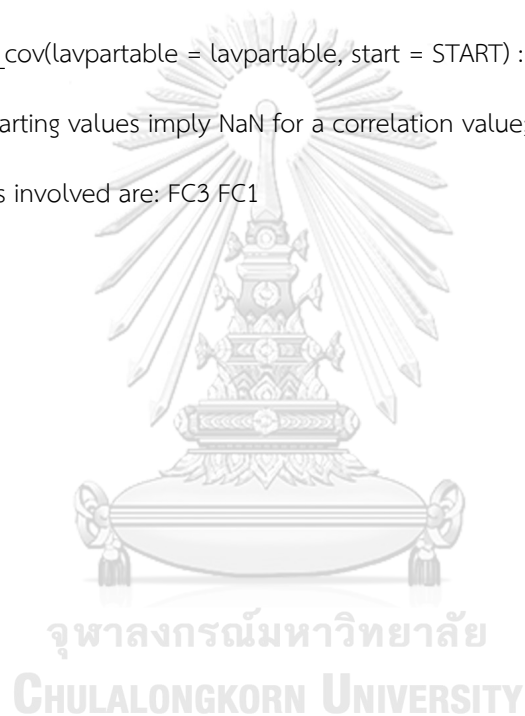 _cov(lavpartable = lavpartable, start = START) :
arting values imply NaN for a correlation value;
s involved are: FC3 FC1
จุฬาลงกรณ์มหาวิทยาลัย
CHULALONGKORN UNIVERSITY